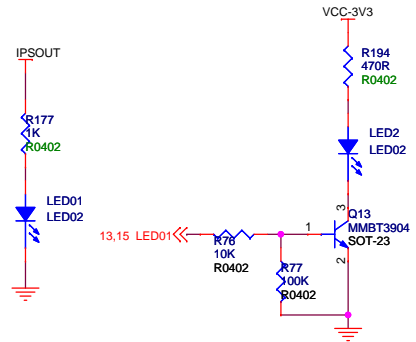 VCC-3V3
IPSOUT
R194
470R
R0402
R177
1K
R0402
LED2
LED02
LED01
LED02
3
Q13
MMBT3904
SOT-23
1
2
13,15 LED01
R76
10K
R0402
R77
100K
R0402